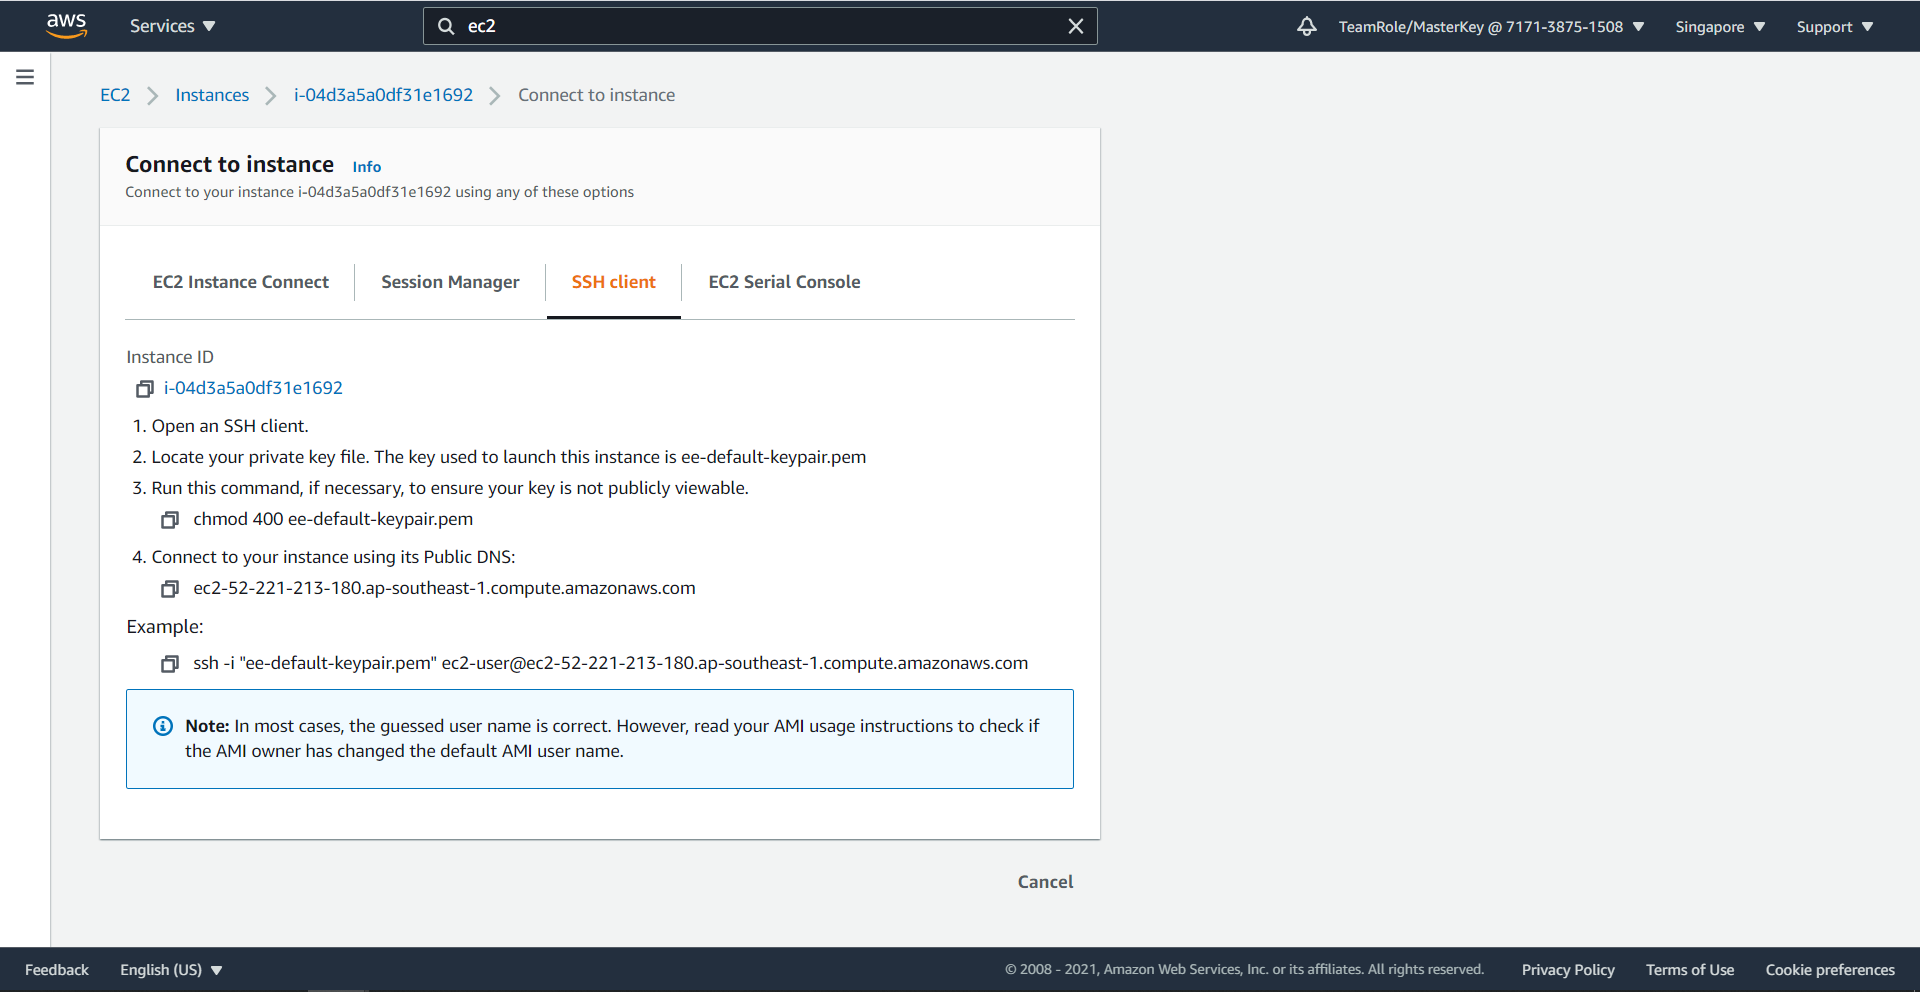 aws Services ec2 TeamRole/MasterKey @ 7171-3875-1508 Singapore Support
EC2 Instances i-04d3a5a0df31e1692 Connect to instance
Connect to instance Info
Connect to your instance i-04d3a5a0df31e1692 using any of these options
EC2 Instance Connect Session Manager SSH client EC2 Serial Console
Instance ID
i-04d3a5a0df31e1692
1. Open an SSH client.
2. Locate your private key file. The key used to launch this instance is ee-default-keypair.pem
3. Run this command, if necessary, to ensure your key is not publicly viewable.
chmod 400 ee-default-keypair.pem
4. Connect to your instance using its Public DNS:
ec2-52-221-213-180.ap-southeast-1.compute.amazonaws.com
Example:
ssh -i "ee-default-keypair.pem" ec2-user@ec2-52-221-213-180.ap-southeast-1.compute.amazonaws.com
Note: In most cases, the guessed user name is correct. However, read your AMI usage instructions to check if
the AMI owner has changed the default AMI user name.
Cancel
Feedback English (US) © 2008 - 2021, Amazon Web Services, Inc. or its affiliates. All rights reserved. Privacy Policy Terms of Use Cookie preferences